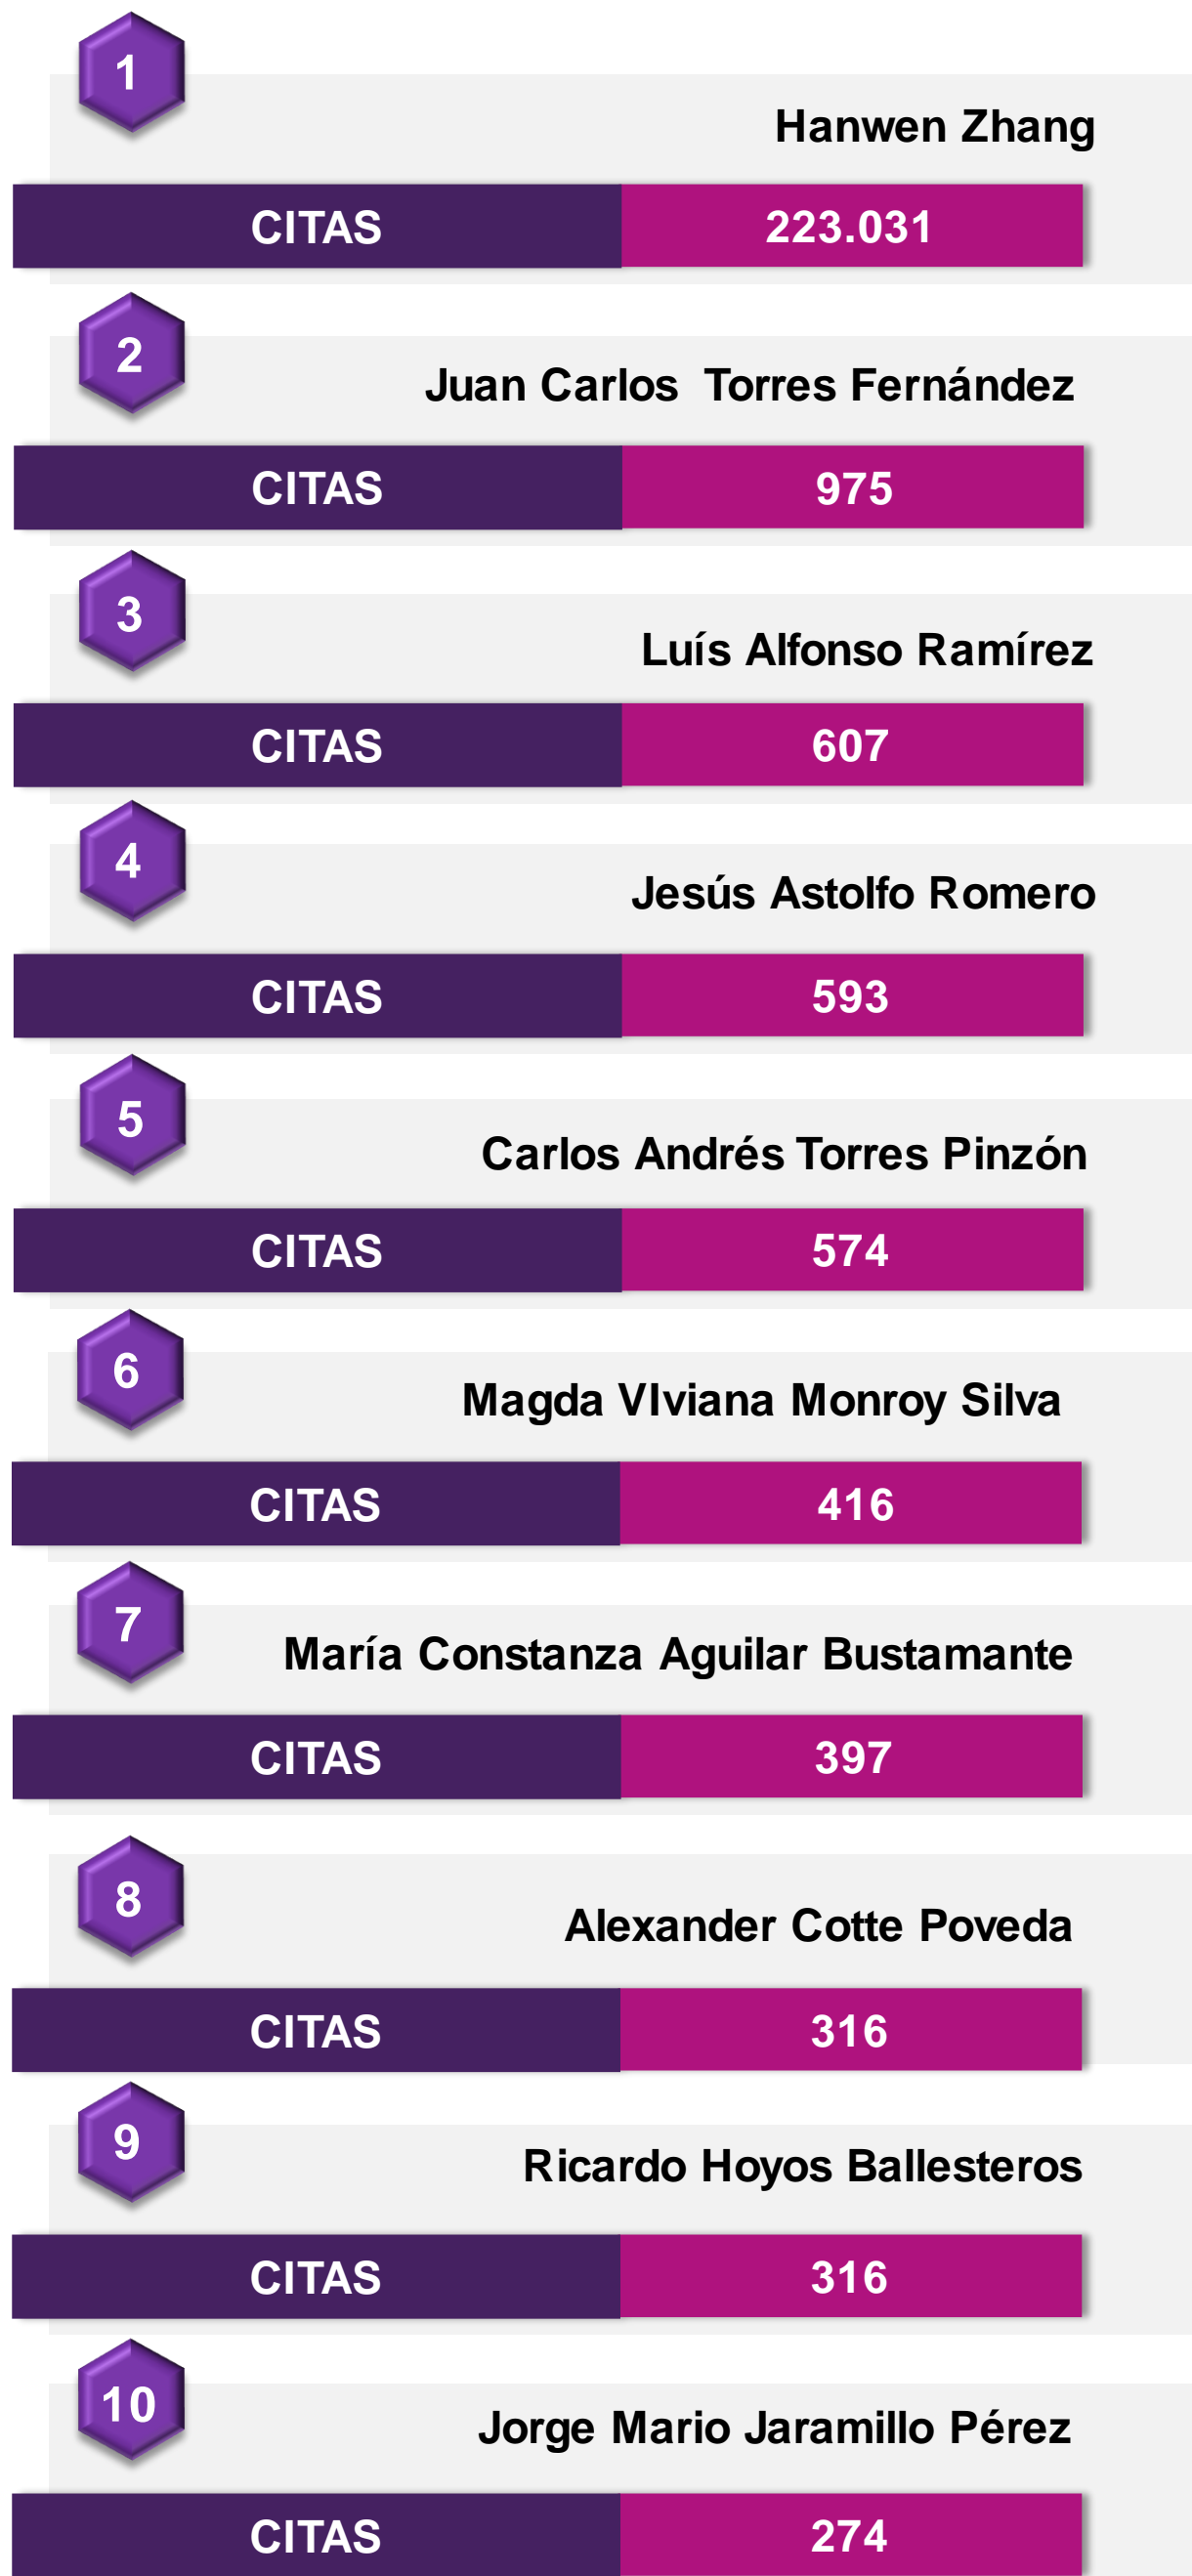 1
Hanwen Zhang
CITAS 223.031
2
Juan Carlos Torres Fernández
CITAS 975
3
Luís Alfonso Ramírez
CITAS 607
4
Jesús Astolfo Romero
CITAS 593
5
Carlos Andrés Torres Pinzón
CITAS 574
6
Magda VIviana Monroy Silva
CITAS 416
7
María Constanza Aguilar Bustamante
CITAS 397
8
Alexander Cotte Poveda
CITAS 316
9
Ricardo Hoyos Ballesteros
CITAS 316
10
Jorge Mario Jaramillo Pérez
CITAS 274